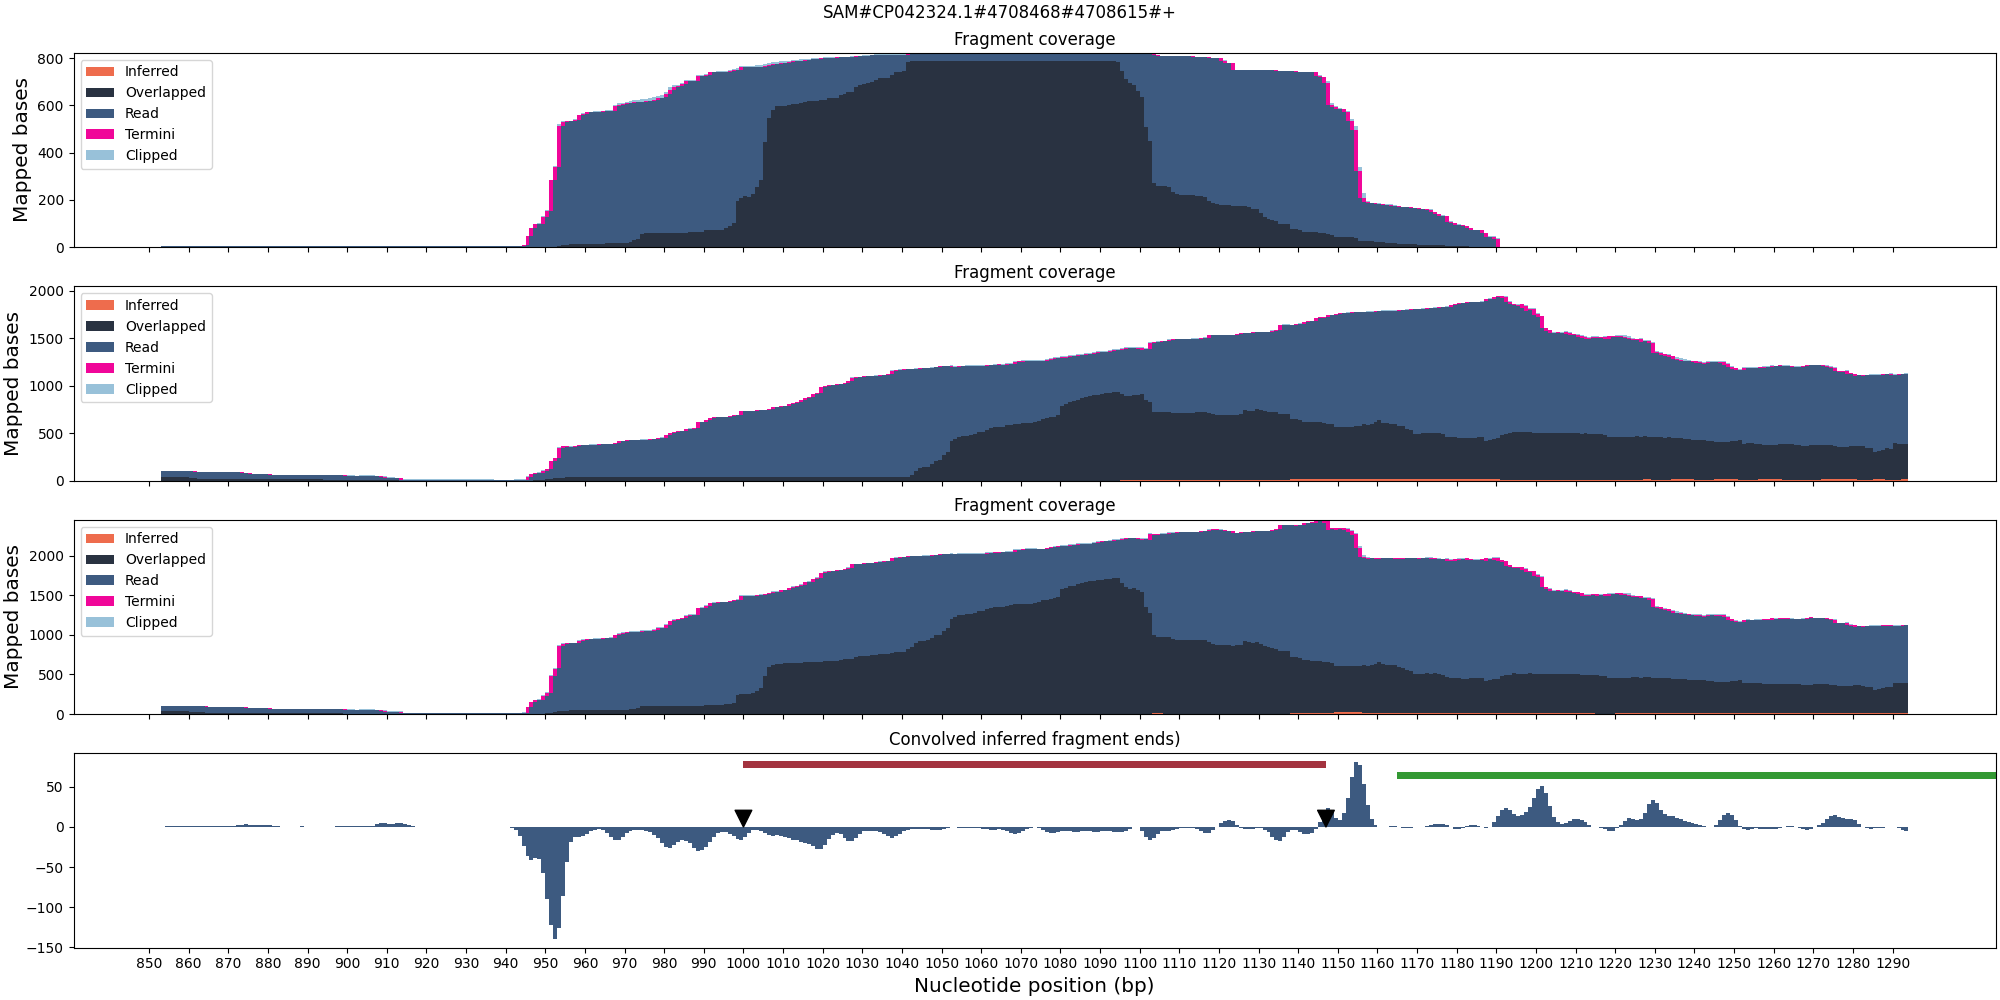 SAM#CP042324.1#4708468#4708615#+
Fragment coverage
Mapped bases
800
600
400
200
0
Inferred
Overlapped
Read
Termini
Clipped
Fragment coverage
Mapped bases
2000
1500
1000
500
0
Inferred
Overlapped
Read
Termini
Clipped
Fragment coverage
Mapped bases
2000
1500
1000
500
0
Inferred
Overlapped
Read
Termini
Clipped
Convolved inferred fragment ends)
50
0
−50
−100
−150
850 860 870 880 890 900 910 920 930 940 950 960 970 980 990 1000 1010 1020 1030 1040 1050 1060 1070 1080 1090 1100 1110 1120 1130 1140 1150 1160 1170 1180 1190 1200 1210 1220 1230 1240 1250 1260 1270 1280 1290
Nucleotide position (bp)